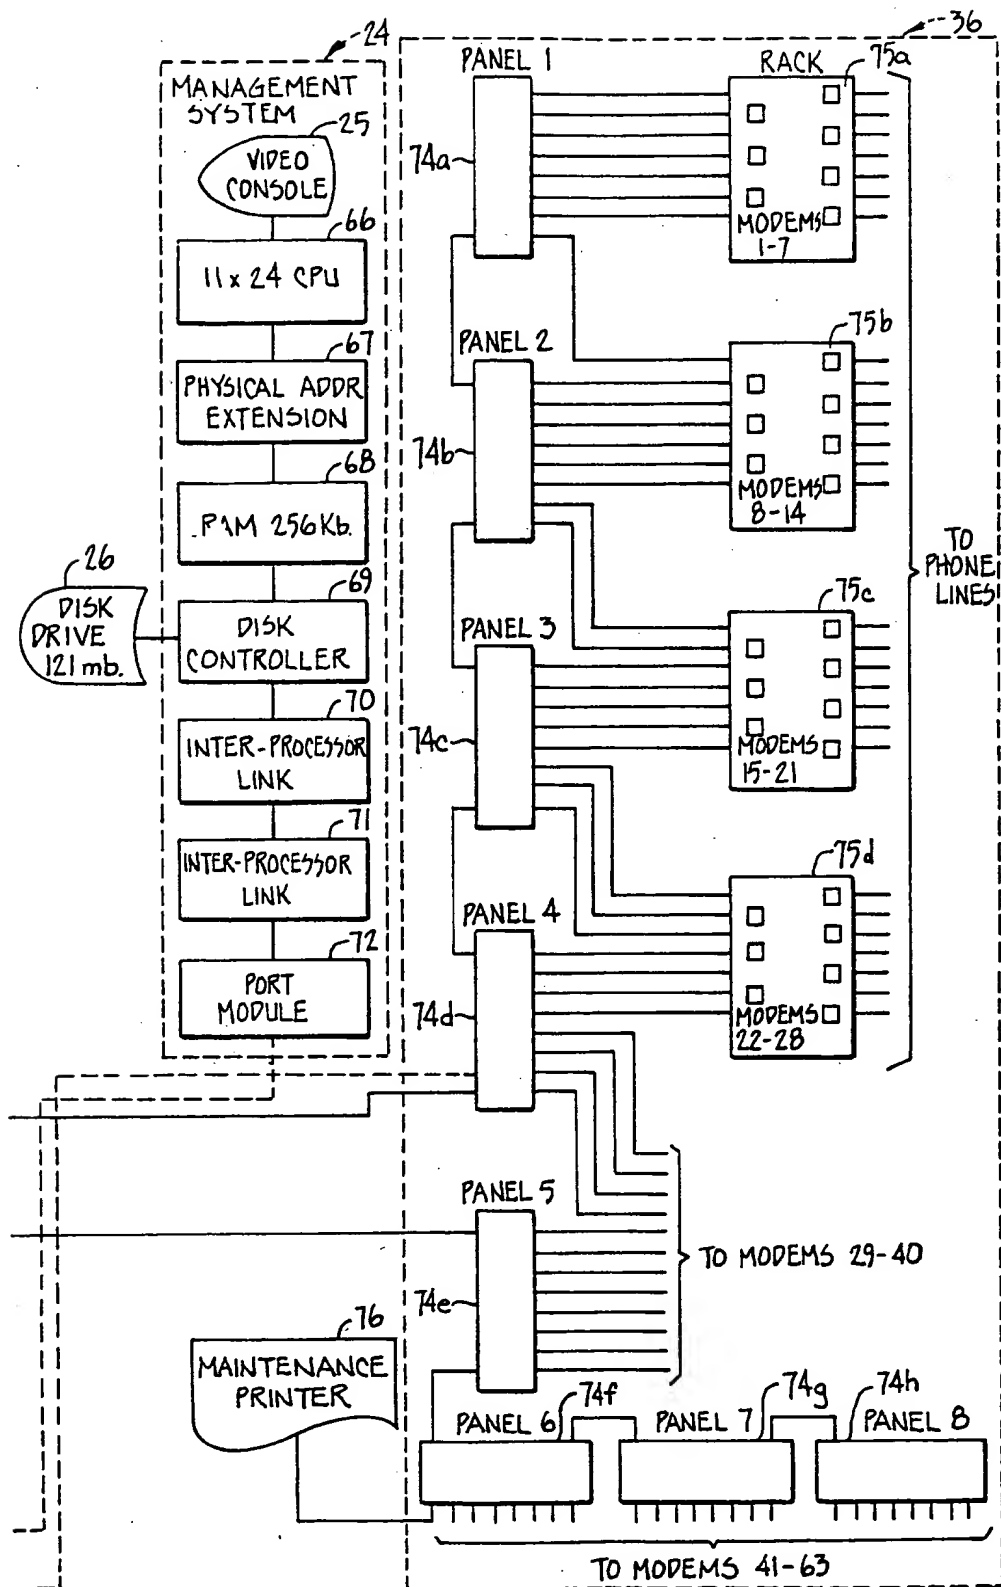 24
MANAGEMENT
SYSTEM
25
VIDEO
CONSOLE
66
11 x 24 CPU
67
PHYSICAL ADDR
EXTENSION
68
RAM 256 Kb.
26
DISK
DRIVE
121 mb.
69
DISK
CONTROLLER
70
INTER-PROCESSOR
LINK
71
INTER-PROCESSOR
LINK
72
PORT
MODULE
76
MAINTENANCE
PRINTER
36
PANEL 1
74a
RACK
75a
MODEMS
1-7
PANEL 2
74b
75b
MODEMS
8-14
PANEL 3
74c
75c
MODEMS
15-21
PANEL 4
74d
75d
MODEMS
22-28
TO
PHONE
LINES
PANEL 5
74e
TO MODEMS 29-40
74f
PANEL 6
74g
PANEL 7
74h
PANEL 8
TO MODEMS 41-63